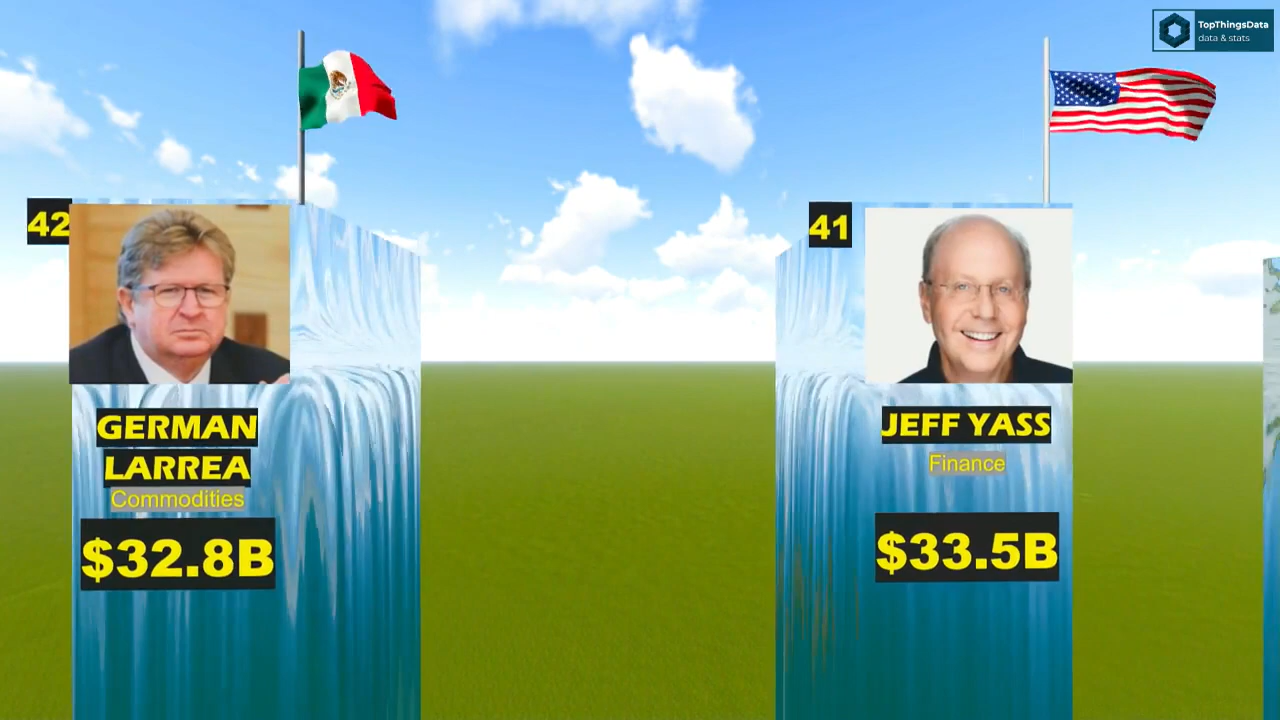 TopThingsData
data & stats
42
GERMAN
LARREA
Commodities
$32.8B
41
JEFF YASS
Finance
$33.5B